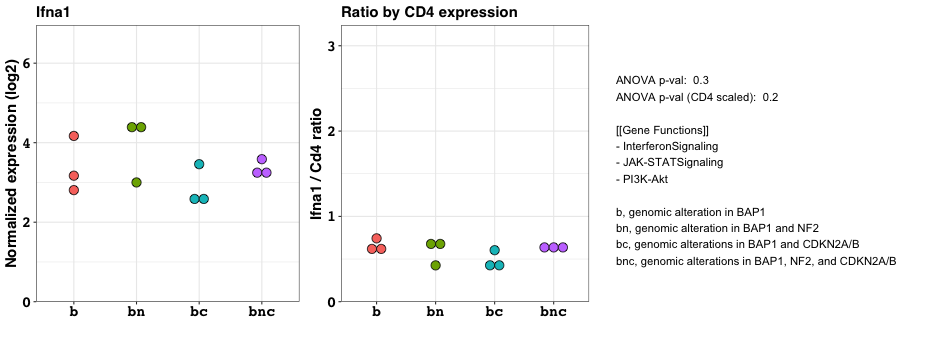 Ifna1
Normalized expression (log2)
6
4
2
0
b
bn
bc
bnc
Ratio by CD4 expression
Ifna1 / Cd4 ratio
3
2
1
0
b
bn
bc
bnc
ANOVA p-val:  0.3
ANOVA p-val (CD4 scaled):  0.2
[[Gene Functions]]
- InterferonSignaling
- JAK-STATSignaling
- PI3K-Akt
b, genomic alteration in BAP1
bn, genomic alteration in BAP1 and NF2
bc, genomic alterations in BAP1 and CDKN2A/B
bnc, genomic alterations in BAP1, NF2, and CDKN2A/B